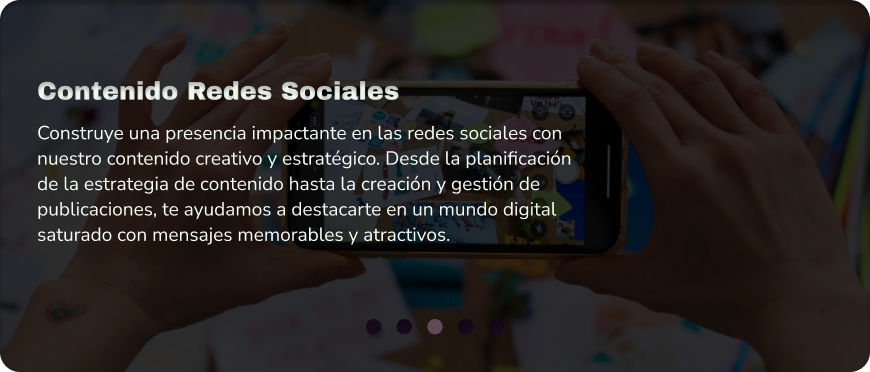 Contenido Redes Sociales
Construye una presencia impactante en las redes sociales con
nuestro contenido creativo y estratégico. Desde la planificación
de la estrategia de contenido hasta la creación y gestión de
publicaciones, te ayudamos a destacarte en un mundo digital
saturado con mensajes memorables y atractivos.